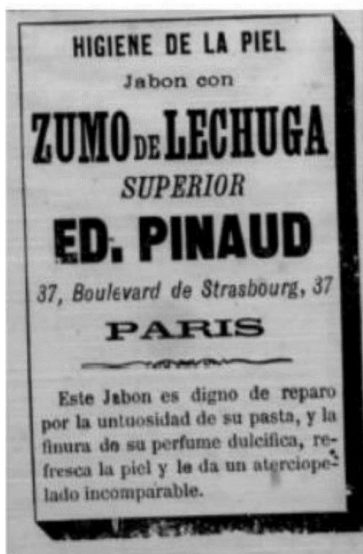 HIGIENE DE LA PIEL
Jabon con
ZUMO DE LECHUGA
SUPERIOR
ED. PINAUD
37, Boulevard de Strasbourg, 37
PARIS
Este Jabon es digno de reparo
por la untuosidad de su pasta, y la
finura de su perfume dulcifica, re-
fresca la piel y le da un aterciope-
lado incomparable.